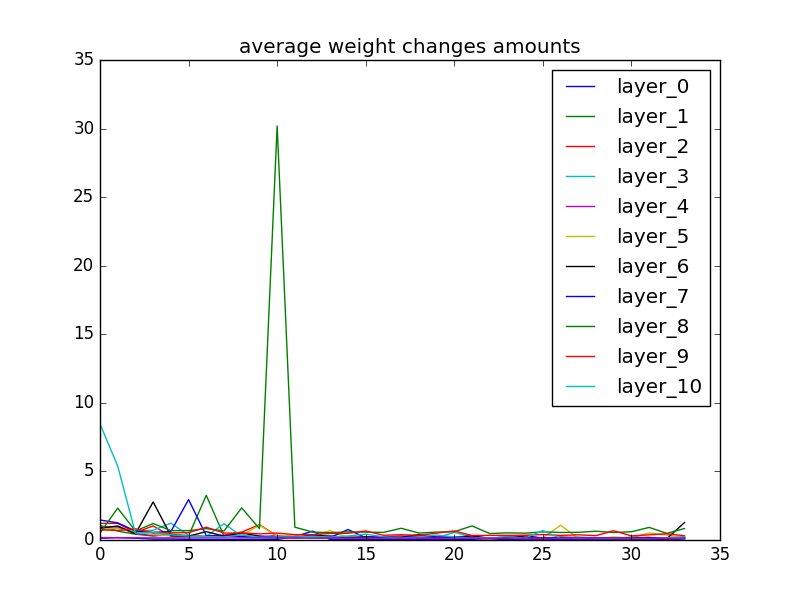 average weight changes amounts
35
30
25
20
15
10
5
0
0
5
10
15
20
25
30
35
layer_0
layer_1
layer_2
layer_3
layer_4
layer_5
layer_6
layer_7
layer_8
layer_9
layer_10